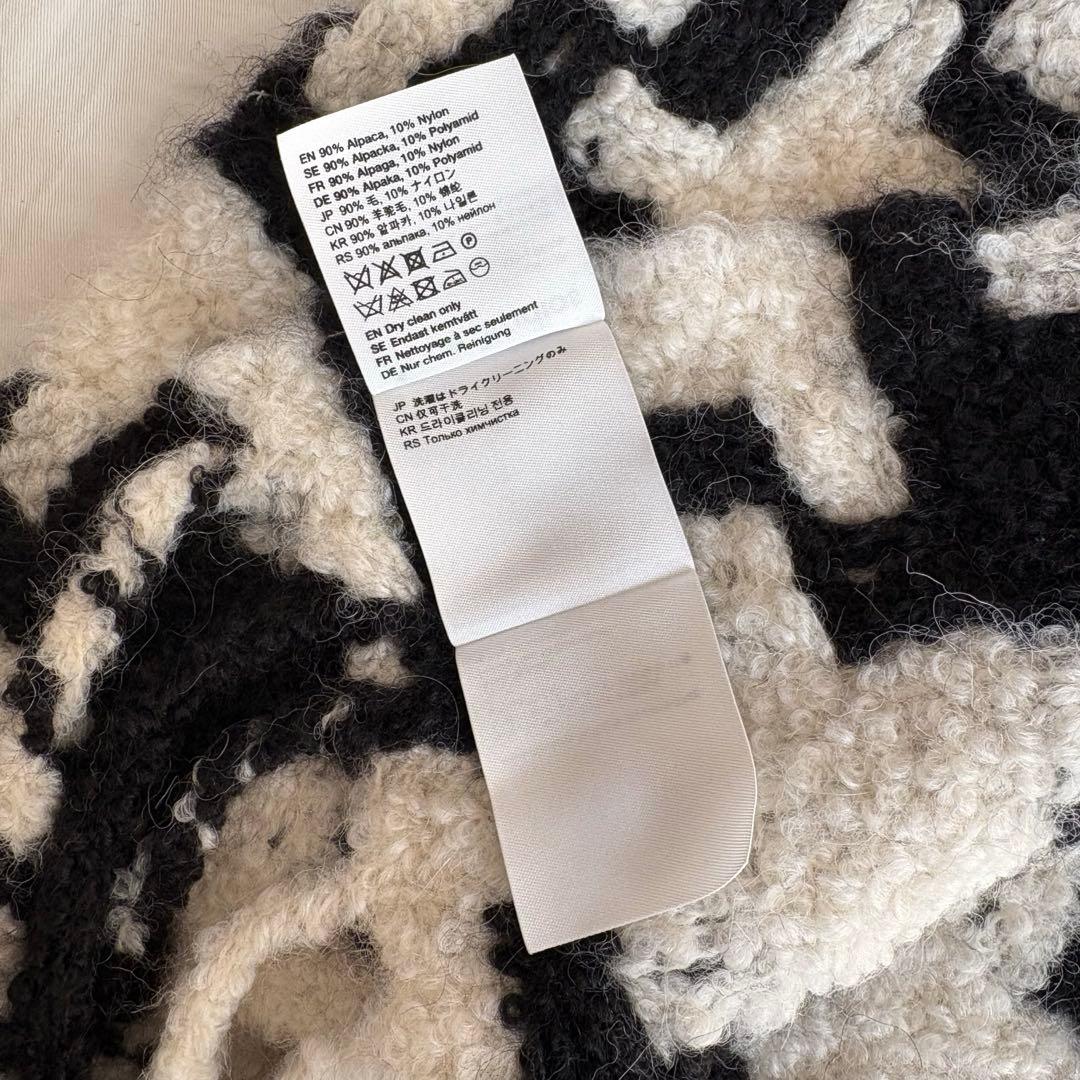 EN 90% Alpaca, 10% Nylon
SE 90% Alpacka, 10% Polyamid
FR 90% Alpaga, 10% Nylon
DE 90% Alpaka, 10% Polyamid
JP 90% 毛, 10% ナイロン
CN 90% 羊驼毛, 10% 锦纶
KR 90% 알파카, 10% 나일론
RS 90% альпака, 10% нейлон
EN Dry clean only
SE Endast kemtvätt
FR Nettoyage à sec seulement
DE Nur chem. Reinigung
JP 洗濯はドライクリーニングのみ
CN 仅可干洗
KR 드라이클리닝 전용
RS Только химчистка